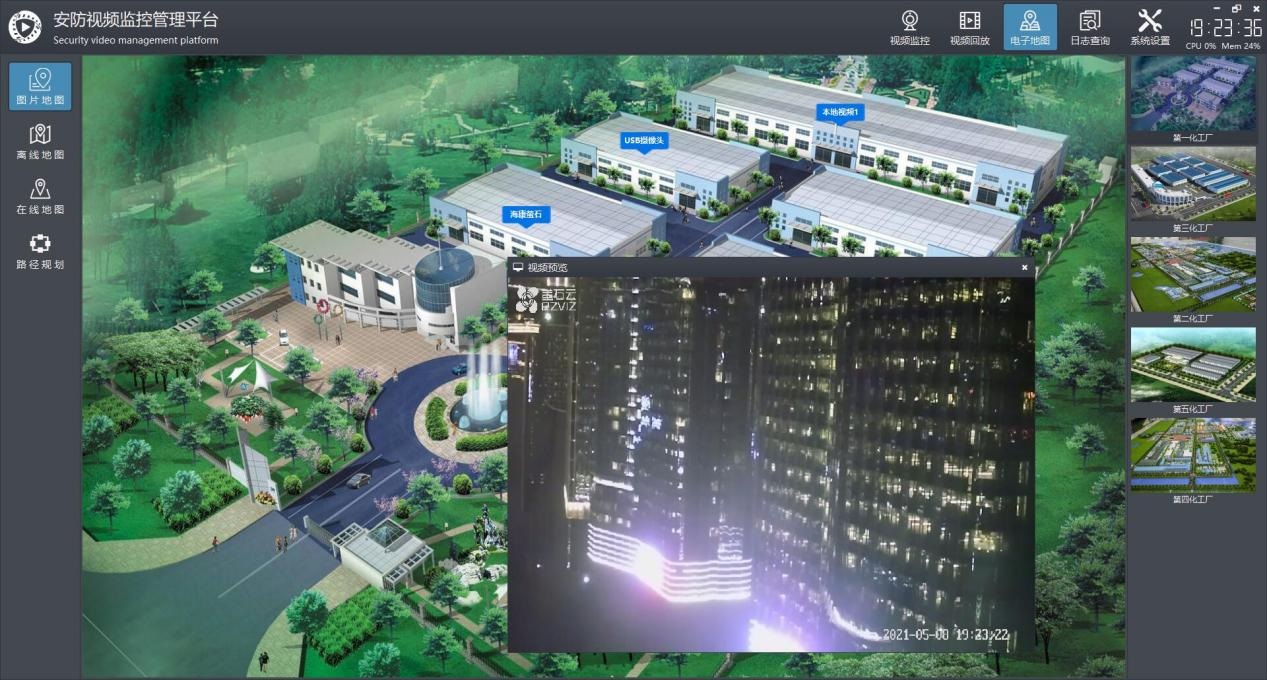 安防视频监控管理平台
Security video management platform
视频监控
视频回放
电子地图
日志查询
系统设置
19:23:36
CPU 0% Mem 24%
图片地图
离线地图
在线地图
路径规划
本地视频1
USB摄像头
海康萤石
视频预览
萤石云
EZVIZ
2021-05-08 19:23:22
第一化工厂
第三化工厂
第二化工厂
第五化工厂
第四化工厂